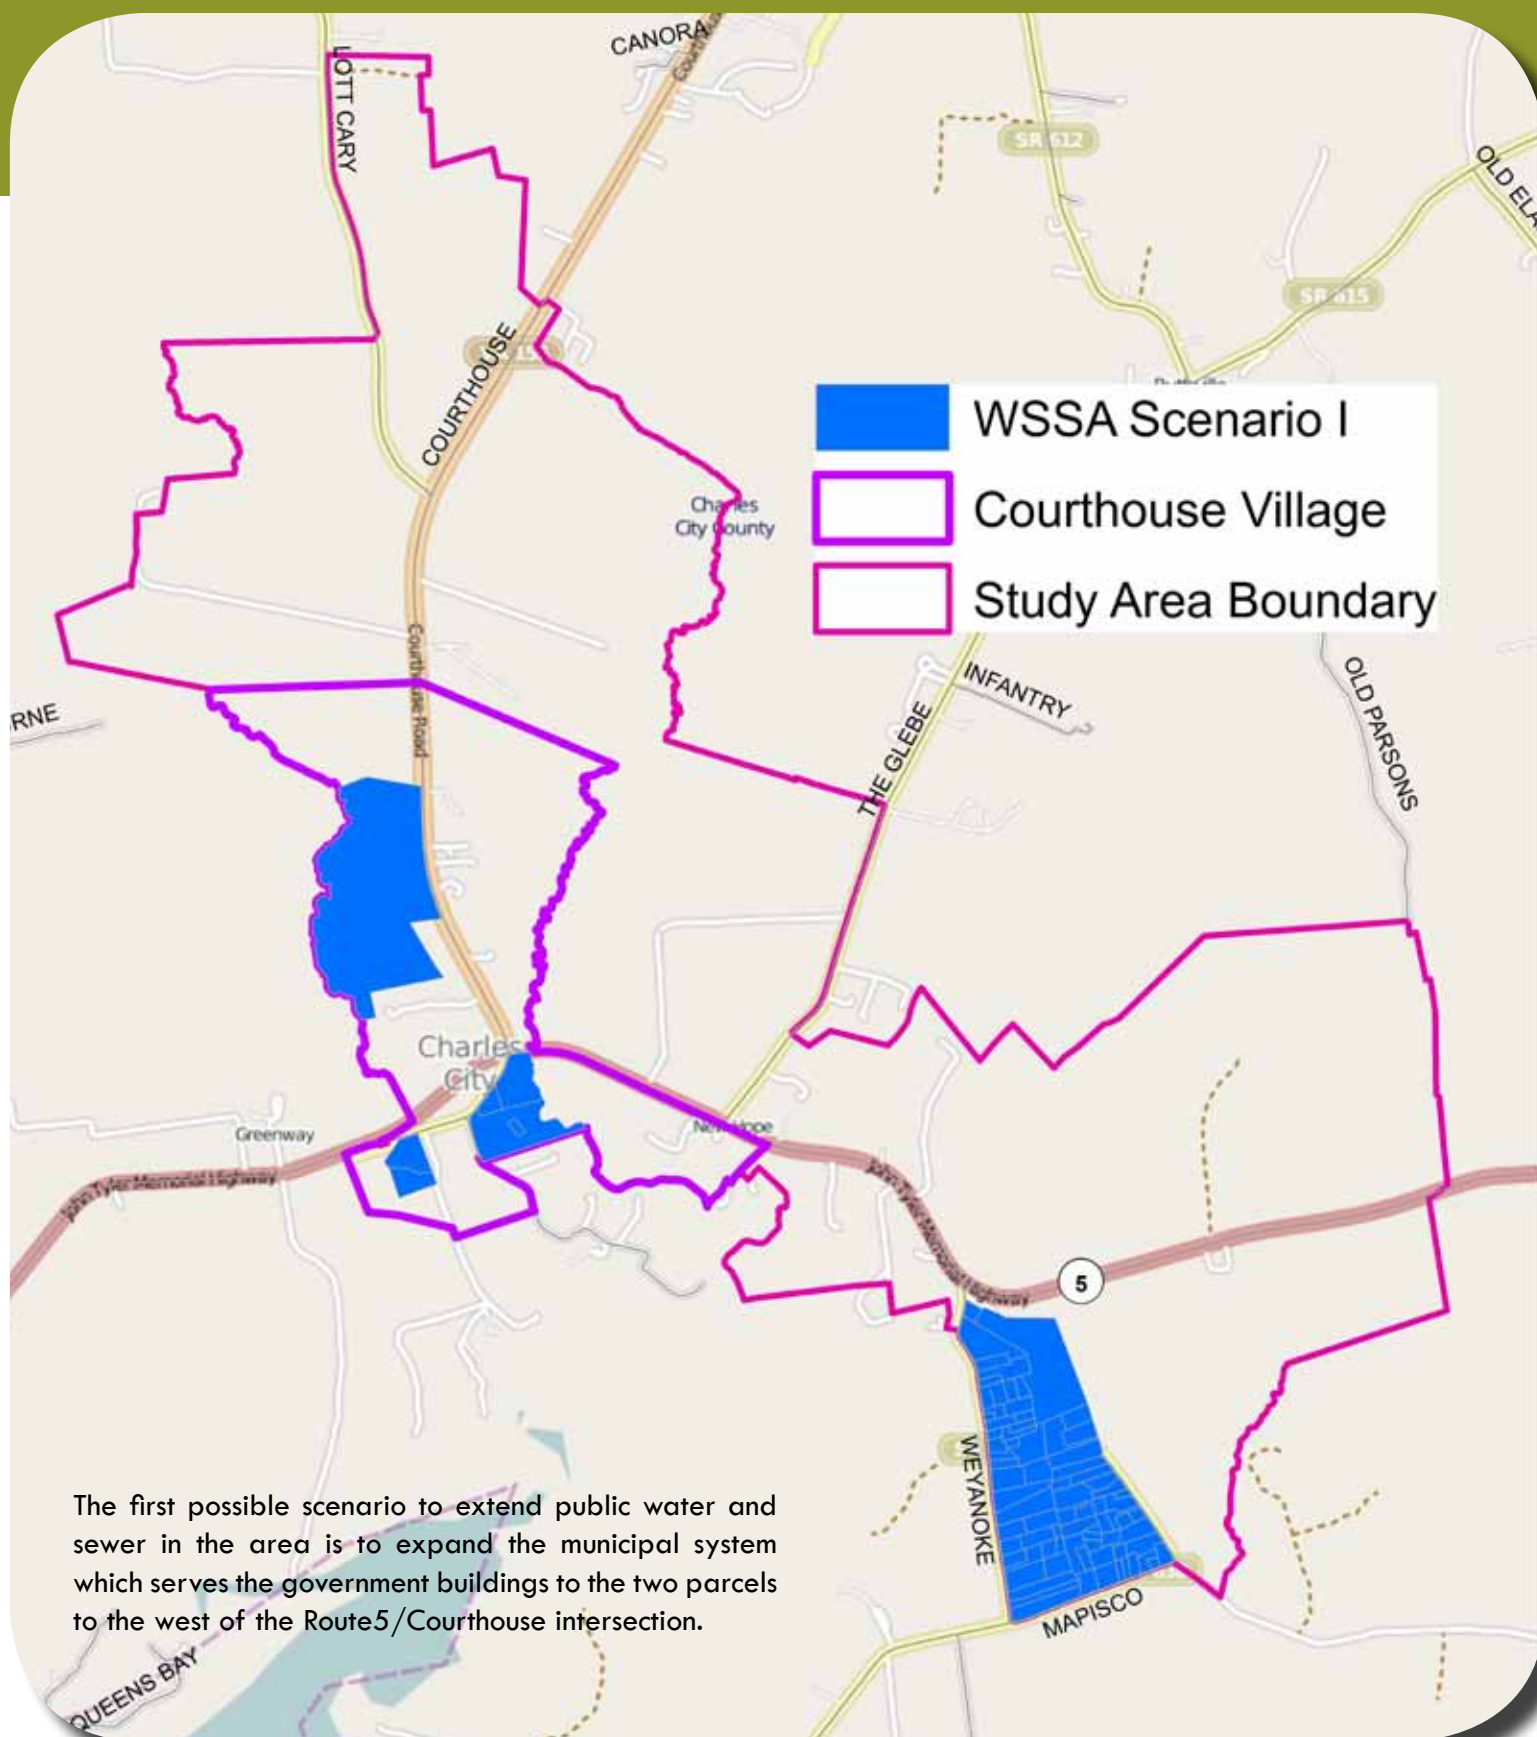 LOTT CARY
CANORA
SR 612
OLD ELA
SR 615
COURTHOUSE
WSSA Scenario I
Courthouse Village
Study Area Boundary
Charles
City County
Courthouse Road
INFANTRY
THE GLEBE
OLD PARSONS
RNE
Charles
City
Greenway
New Hope
John Tyler Memorial Highway
John Tyler Memorial Highway
5
WEYANOKE
MAPISCO
QUEENS BAY
The first possible scenario to extend public water and
sewer in the area is to expand the municipal system
which serves the government buildings to the two parcels
to the west of the Route5/Courthouse intersection.